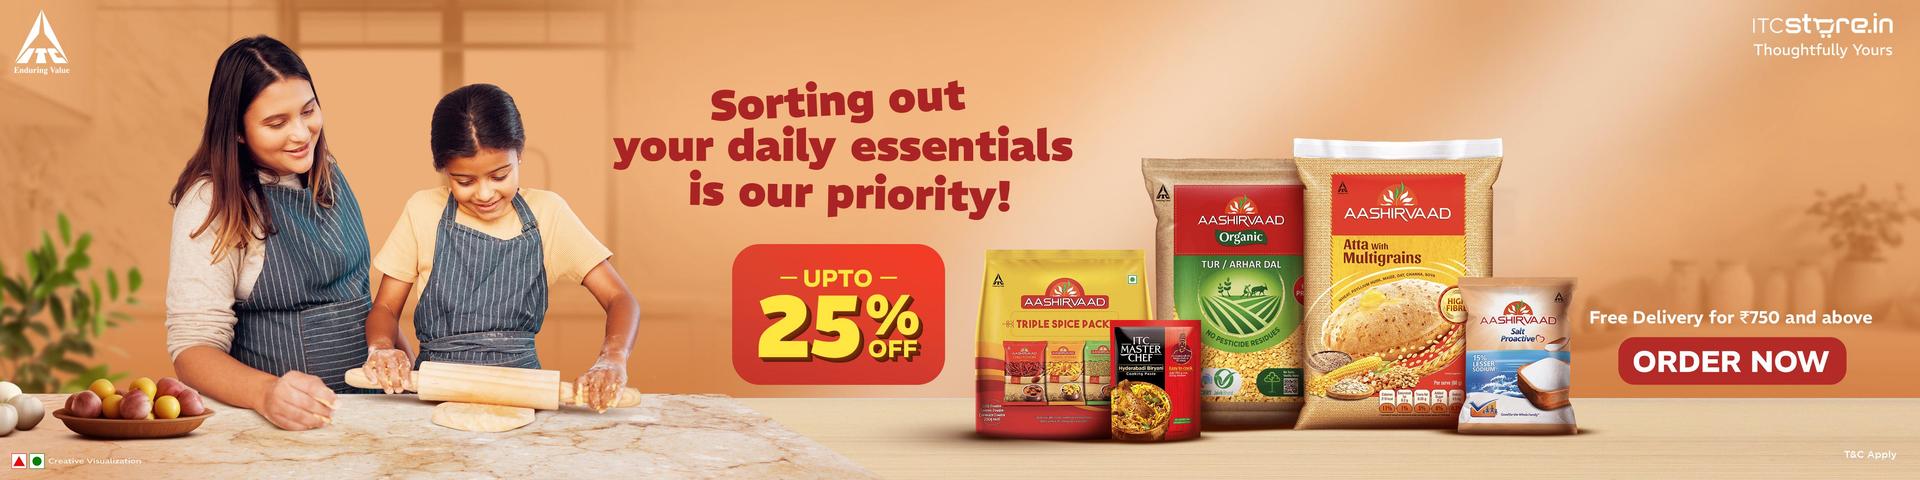 ITC
Enduring Value
ITCstore.in
Thoughtfully Yours
Sorting out
your daily essentials
is our priority!
UPTO
25%
OFF
AASHIRVAAD
TRIPLE SPICE PACK
ITC
MASTER
CHEF
Hyderabadi Biryani
Cooking Paste
AASHIRVAAD
Organic
TUR / ARHAR DAL
NO PESTICIDE RESIDUES
AASHIRVAAD
Atta With
Multigrains
HIGH
FIBRE
AASHIRVAAD
Salt
Proactive
15%
LESSER
SODIUM
Free Delivery for ₹750 and above
ORDER NOW
Creative Visualization
T&C Apply